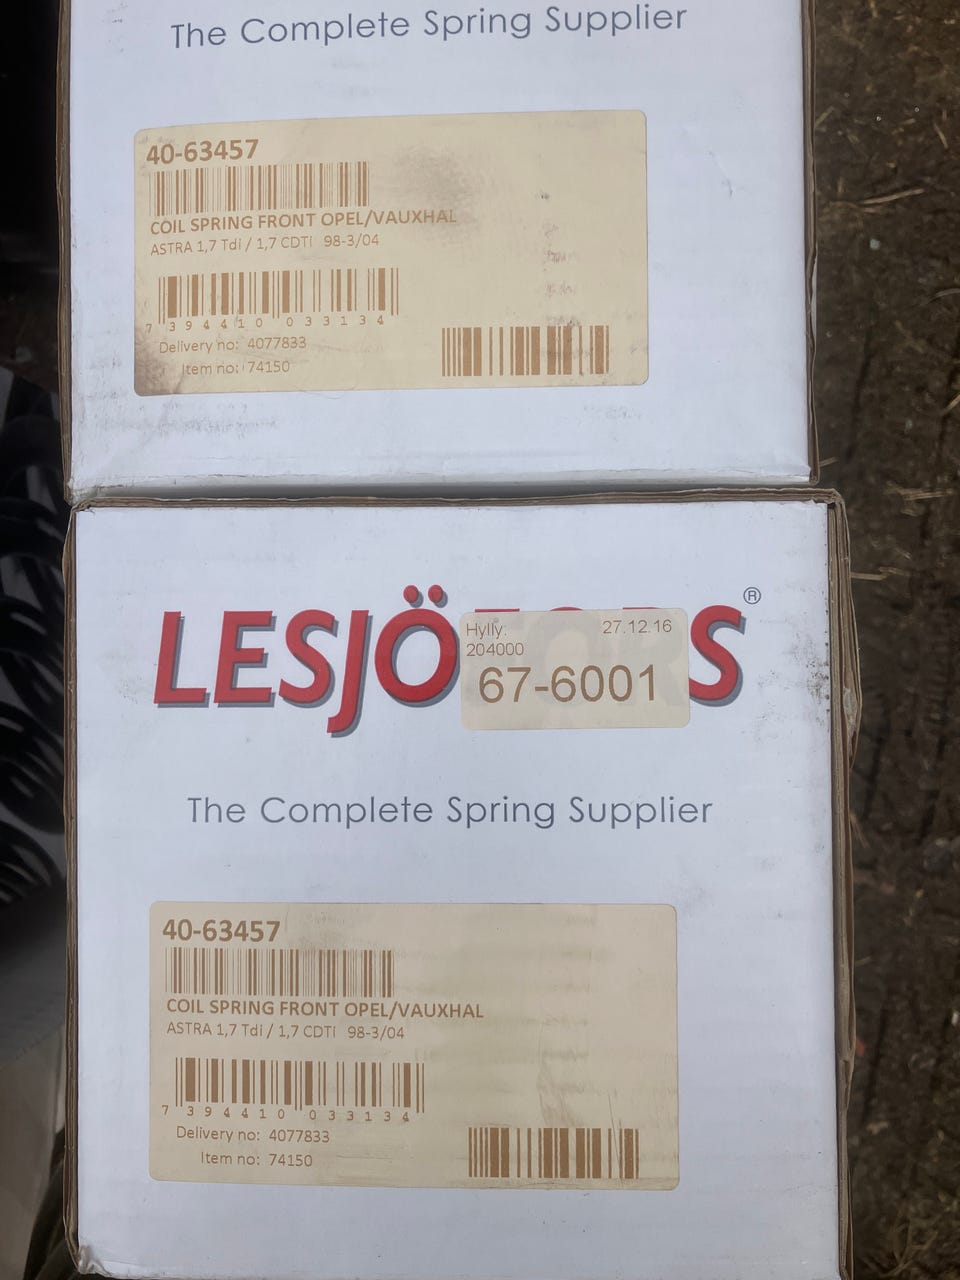 The Complete Spring Supplier
40-63457
COIL SPRING FRONT OPEL/VAUXHAL
ASTRA 1,7 Tdi / 1,7 CDTi 98-3/04
7 394410 033134
Delivery no: 4077833
Item no: 74150
LESJÖFORS®
Hylly: 27.12.16
204000
67-6001
The Complete Spring Supplier
40-63457
COIL SPRING FRONT OPEL/VAUXHAL
ASTRA 1,7 Tdi / 1,7 CDTi 98-3/04
7 394410 033134
Delivery no: 4077833
Item no: 74150